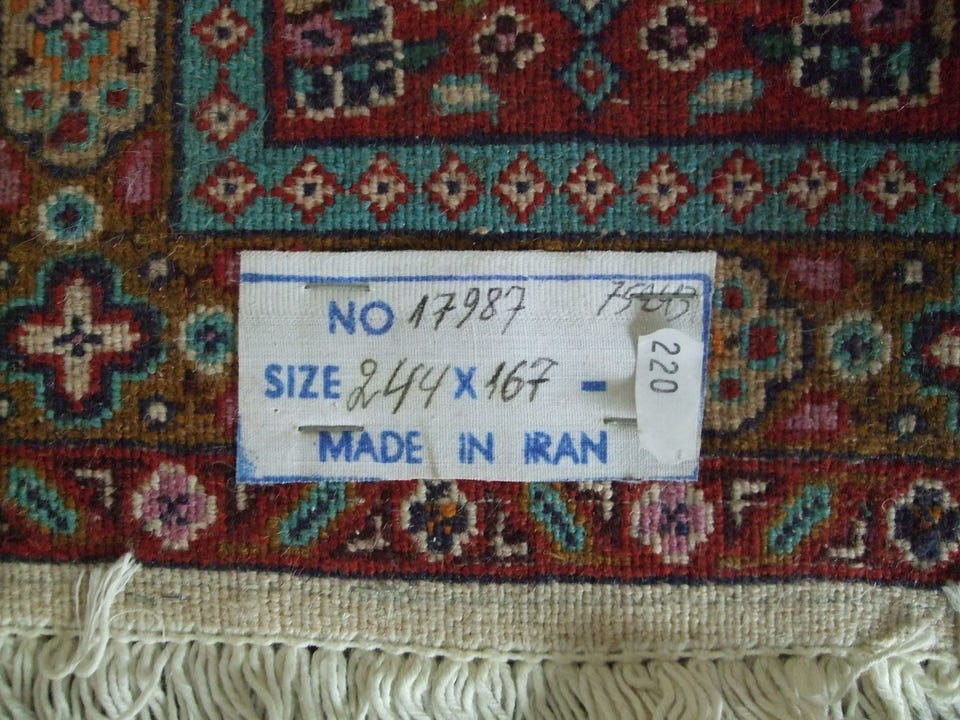 NO 17987
SIZE 244 X 167 -
220
MADE IN IRAN